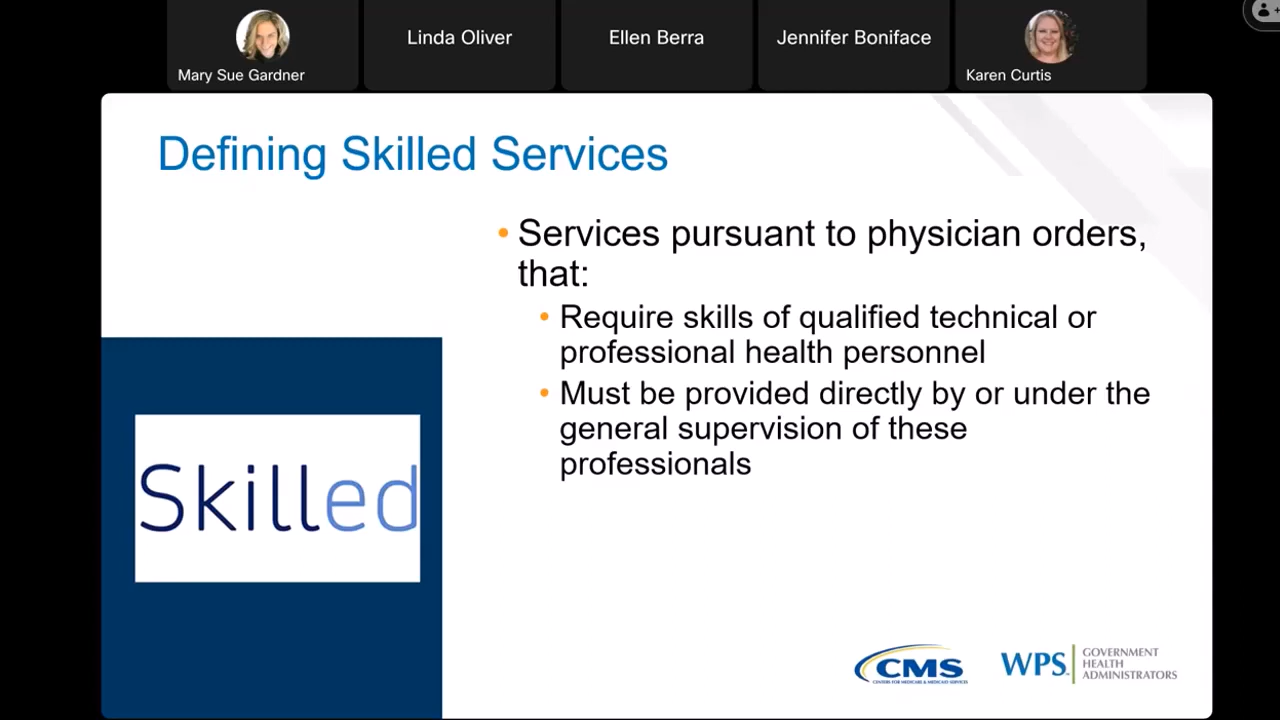 Linda Oliver
Ellen Berra
Jennifer Boniface
Mary Sue Gardner
Karen Curtis
Defining Skilled Services
• Services pursuant to physician orders,
that:
• Require skills of qualified technical or
professional health personnel
• Must be provided directly by or under the
general supervision of these
professionals
Skilled
CMS
CENTERS FOR MEDICARE & MEDICAID SERVICES
WPS
GOVERNMENT
HEALTH
ADMINISTRATORS